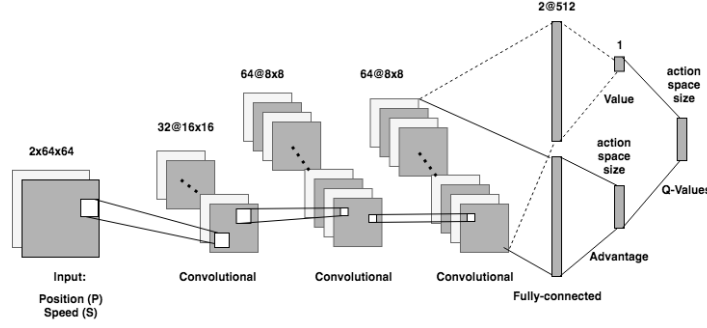 2x64x64
Input:
Position (P)
Speed (S)
32@16x16
Convolutional
64@8x8
Convolutional
64@8x8
Convolutional
2@512
Fully-connected
1
Value
action
space
size
Advantage
action space
size
Q-Values